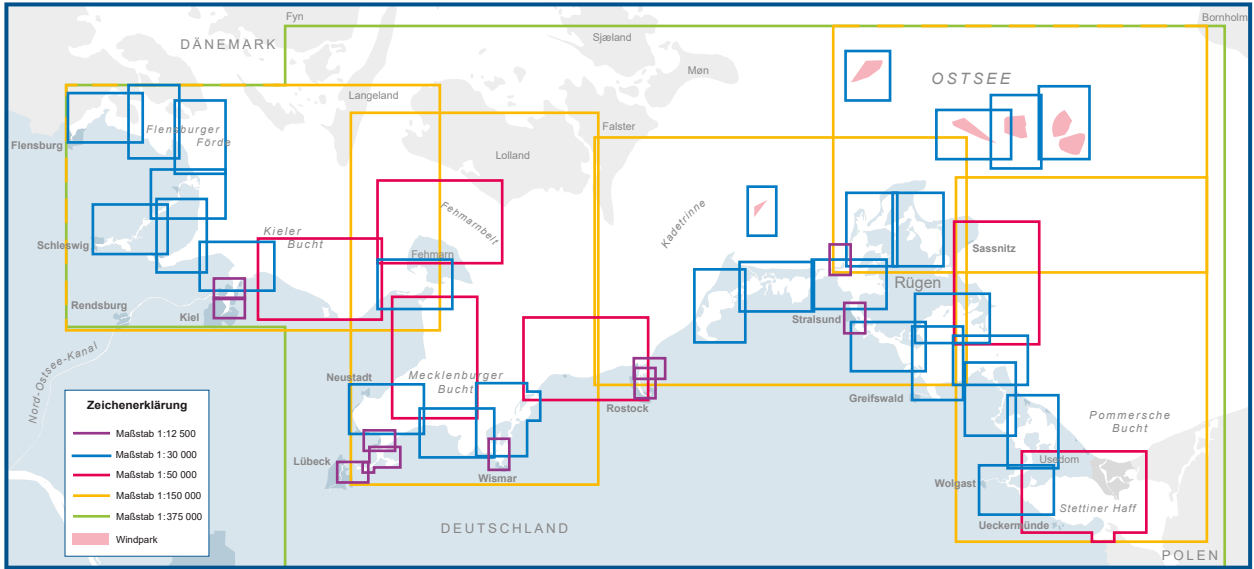 Fyn
Bornholm
DÄNEMARK
Sjæland
Møn
OSTSEE
Langeland
Falster
Flensburger
Förde
Flensburg
Lolland
Fehmarnbelt
Kadetrinne
Kieler
Bucht
Schleswig
Fehmarn
Sassnitz
Rügen
Rendsburg
Kiel
Stralsund
Nord-Ostsee-Kanal
Neustadt
Mecklenburger
Bucht
Rostock
Greifswald
Pommersche
Bucht
Zeichenerklärung
Maßstab 1:12 500
Maßstab 1:30 000
Maßstab 1:50 000
Maßstab 1:150 000
Maßstab 1:375 000
Windpark
Lübeck
Wismar
Usedom
Wolgast
Stettiner Haff
Ueckermünde
DEUTSCHLAND
POLEN